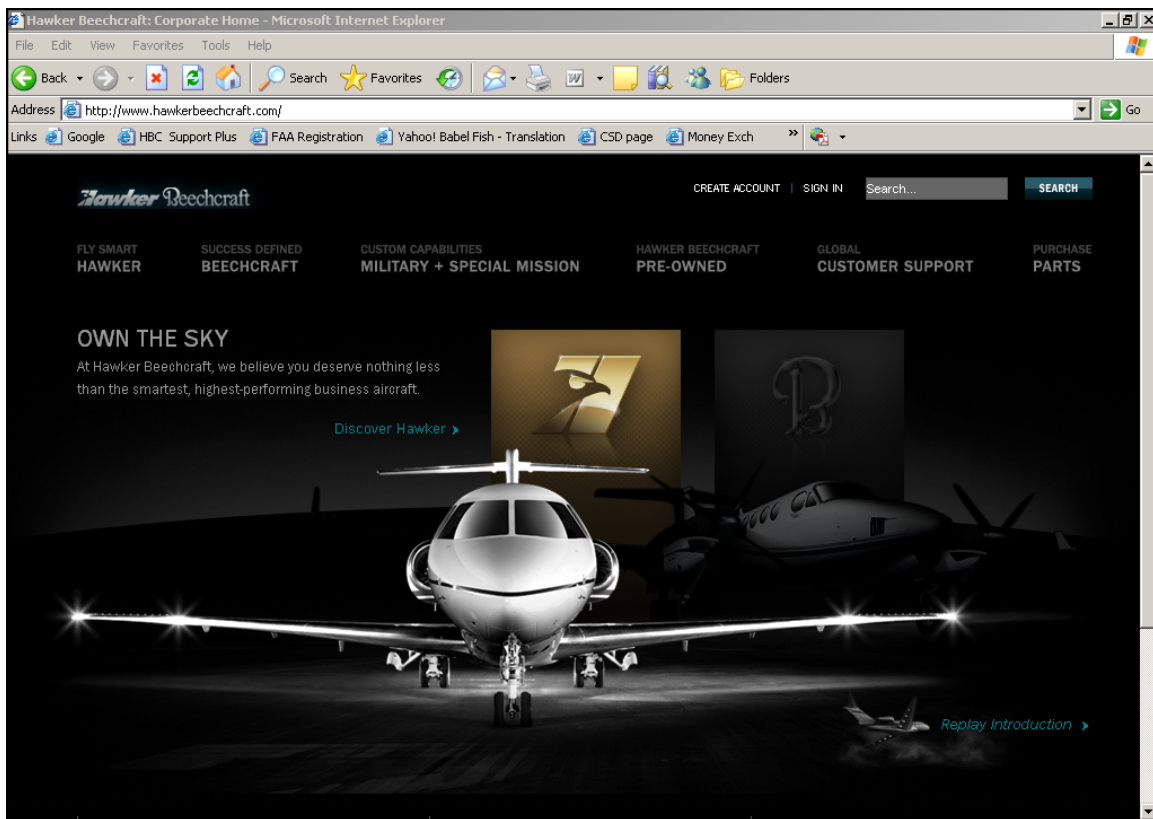 Hawker Beechcraft: Corporate Home - Microsoft Internet Explorer
File Edit View Favorites Tools Help
Back Search Favorites W Folders
Address http://www.hawkerbeechcraft.com/ Go
Links Google HBC Support Plus FAA Registration Yahoo! Babel Fish - Translation CSD page Money Exch »
Hawker Beechcraft CREATE ACCOUNT | SIGN IN Search... SEARCH
FLY SMART SUCCESS DEFINED CUSTOM CAPABILITIES HAWKER BEECHCRAFT GLOBAL PURCHASE
HAWKER BEECHCRAFT MILITARY + SPECIAL MISSION PRE-OWNED CUSTOMER SUPPORT PARTS
OWN THE SKY
At Hawker Beechcraft, we believe you deserve nothing less
than the smartest, highest-performing business aircraft.
Discover Hawker
H B
Replay Introduction